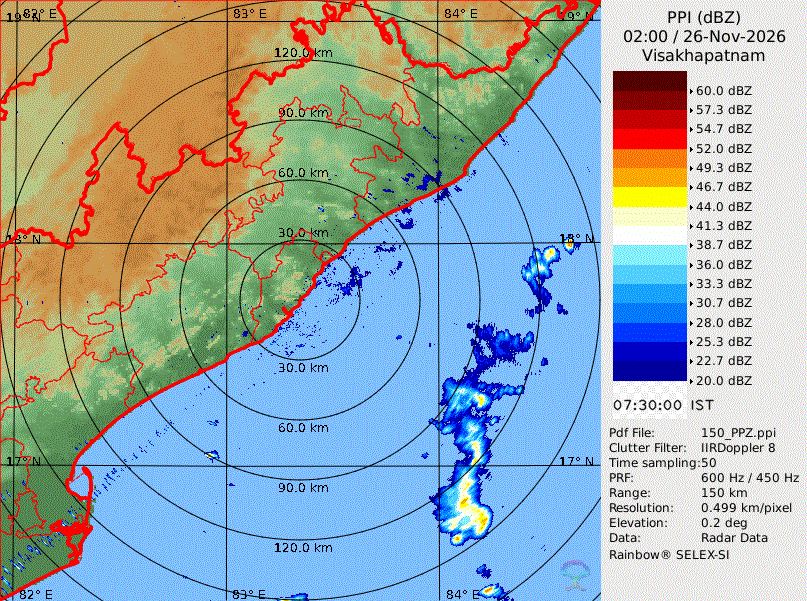 82° E
83° E
84° E
19° N
19° N
120.0 km
90.0 km
60.0 km
30.0 km
18° N
18° N
30.0 km
60.0 km
17° N
17° N
90.0 km
120.0 km
82° E
83° E
84° E
PPI (dBZ)
02:00 / 26-Nov-2026
Visakhapatnam
60.0 dBZ
57.3 dBZ
54.7 dBZ
52.0 dBZ
49.3 dBZ
46.7 dBZ
44.0 dBZ
41.3 dBZ
38.7 dBZ
36.0 dBZ
33.3 dBZ
30.7 dBZ
28.0 dBZ
25.3 dBZ
22.7 dBZ
20.0 dBZ
07:30:00 IST
Pdf File: 150_PPZ.ppi
Clutter Filter: IIRDoppler 8
Time sampling:50
PRF: 600 Hz / 450 Hz
Range: 150 km
Resolution: 0.499 km/pixel
Elevation: 0.2 deg
Data: Radar Data
Rainbow® SELEX-SI